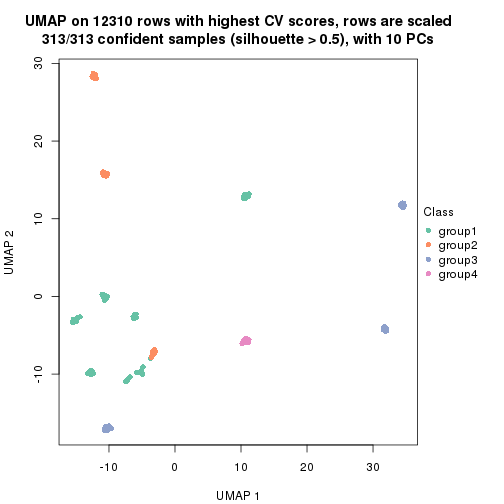 UMAP on 12310 rows with highest CV scores, rows are scaled
313/313 confident samples (silhouette > 0.5), with 10 PCs
30
20
10
0
-10
UMAP 2
-10
0
10
20
30
UMAP 1
Class
group1
group2
group3
group4